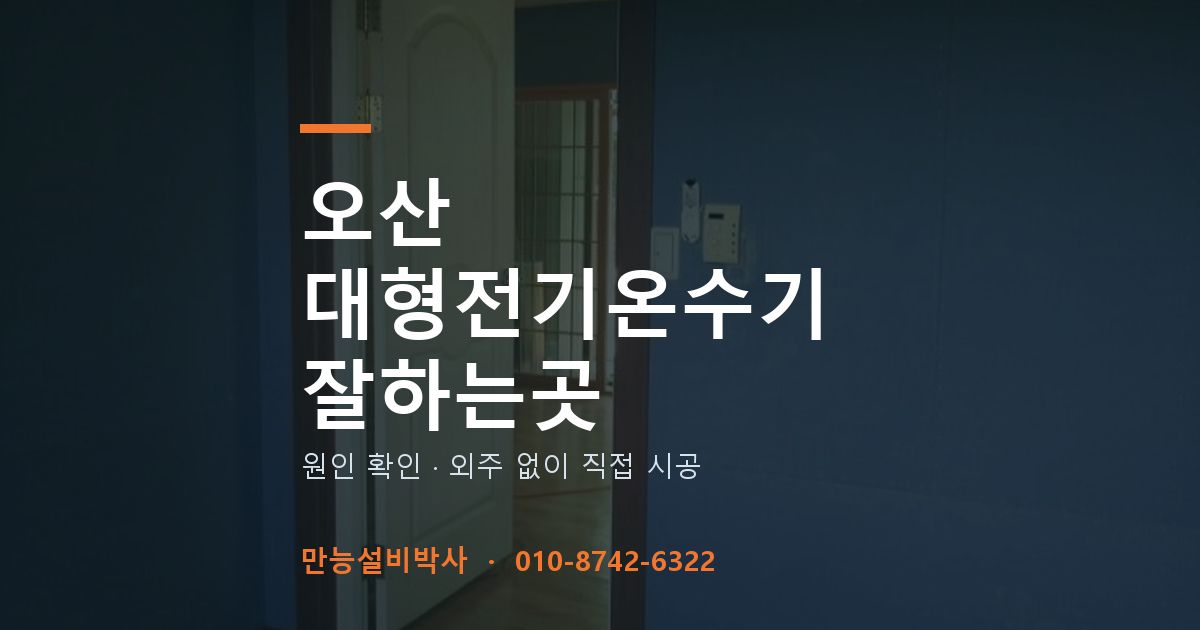 오산
대형전기온수기
잘하는곳
원인 확인 · 외주 없이 직접 시공
만능설비박사 · 010-8742-6322